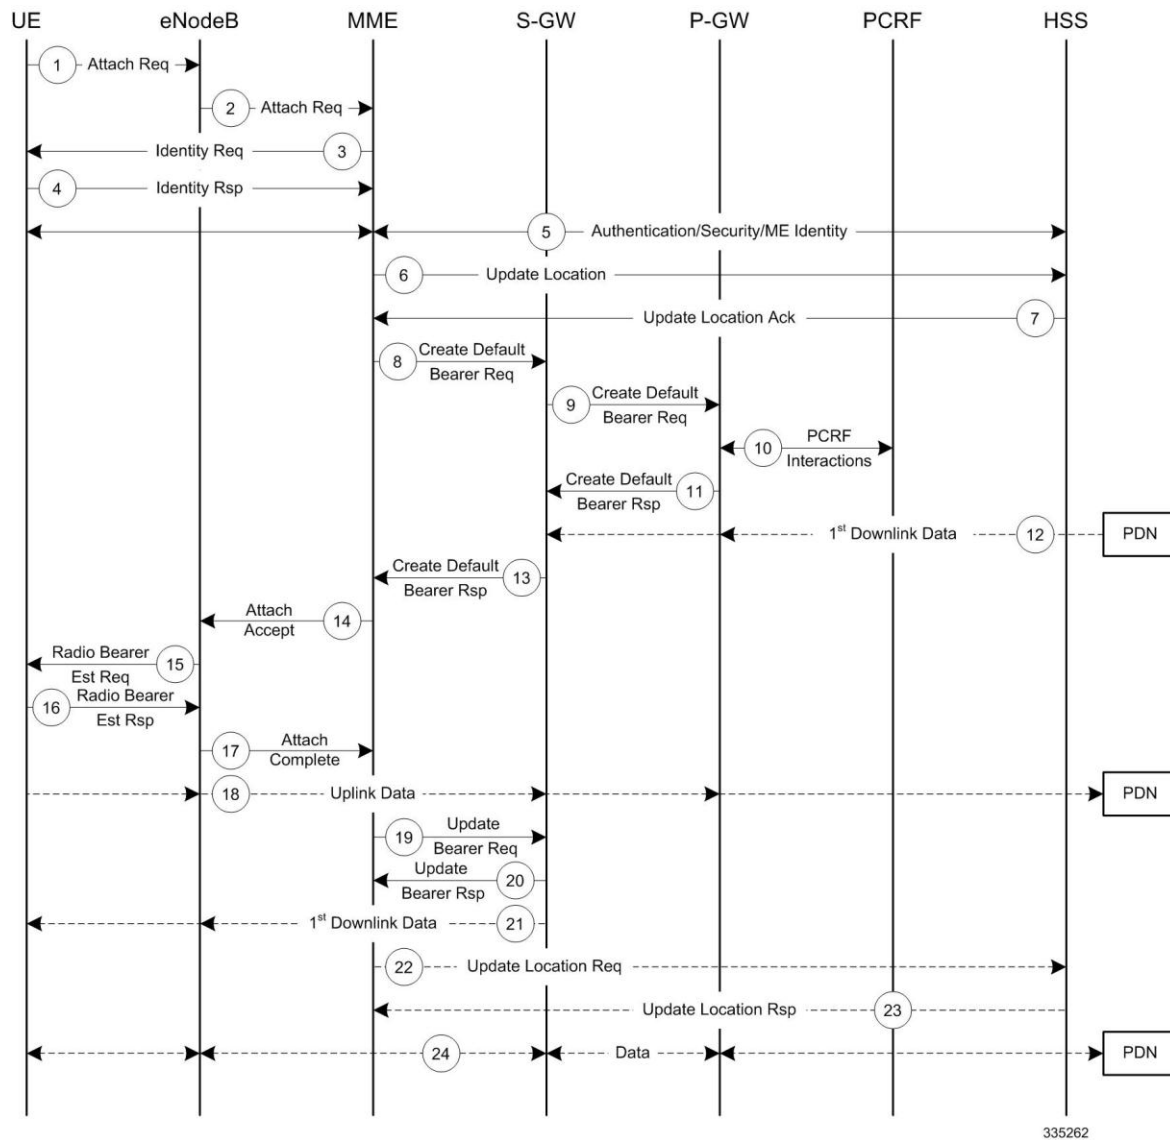 UE eNodeB MME S-GW P-GW PCRF HSS
1 Attach Req
2 Attach Req
Identity Req 3
4 Identity Rsp
5 Authentication/Security/ME Identity
6 Update Location
Update Location Ack 7
8 Create Default
Bearer Req
9 Create Default
Bearer Req
10 PCRF
Interactions
Create Default 11
Bearer Rsp
1st Downlink Data 12 PDN
Create Default 13
Bearer Rsp
Attach 14
Accept
Radio Bearer 15
Est Req
16 Radio Bearer
Est Rsp
17 Attach
Complete
18 Uplink Data PDN
19 Update
Bearer Req
Update 20
Bearer Rsp
1st Downlink Data 21
22 Update Location Req
Update Location Rsp 23
24 Data PDN
335262